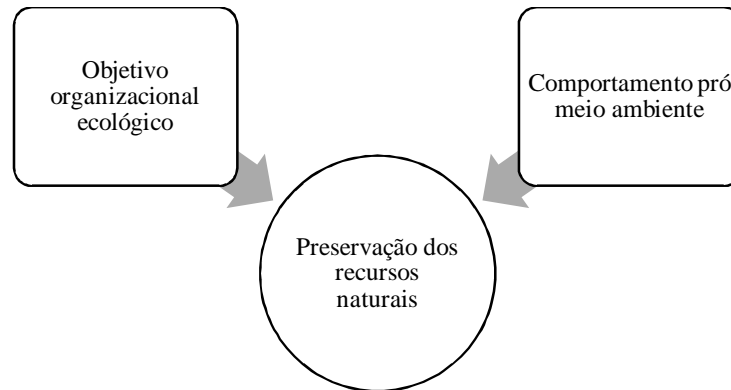 Objetivo
organizacional
ecológico
Comportamento pró
meio ambiente
Preservação dos
recursos
naturais